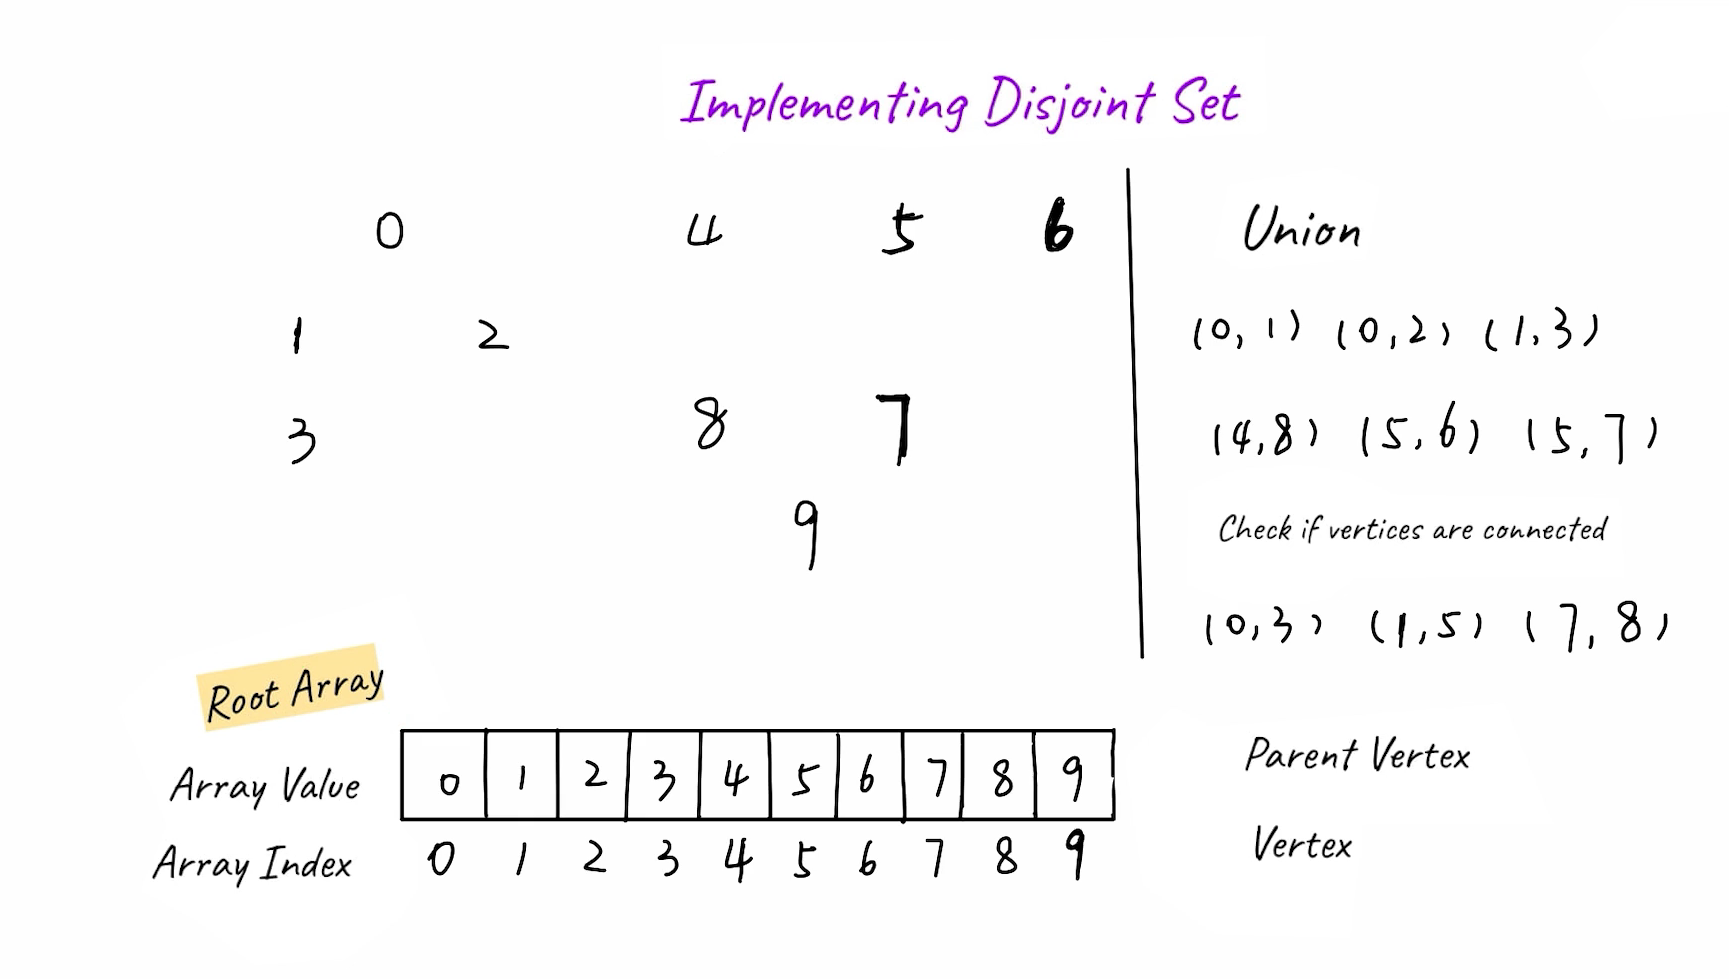 Implementing Disjoint Set
0 4 5 6
1 2
3 8 7
9
Union
(0,1) (0,2) (1,3)
(4,8) (5,6) (5,7)
Check if vertices are connected
(0,3) (1,5) (7,8)
Root Array
Array Value 0 1 2 3 4 5 6 7 8 9 Parent Vertex
Array Index 0 1 2 3 4 5 6 7 8 9 Vertex